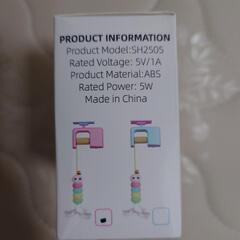 PRODUCT INFORMATION
Product Model:SH2505
Rated Voltage: 5V/1A
Product Material:ABS
Rated Power: 5W
Made in China